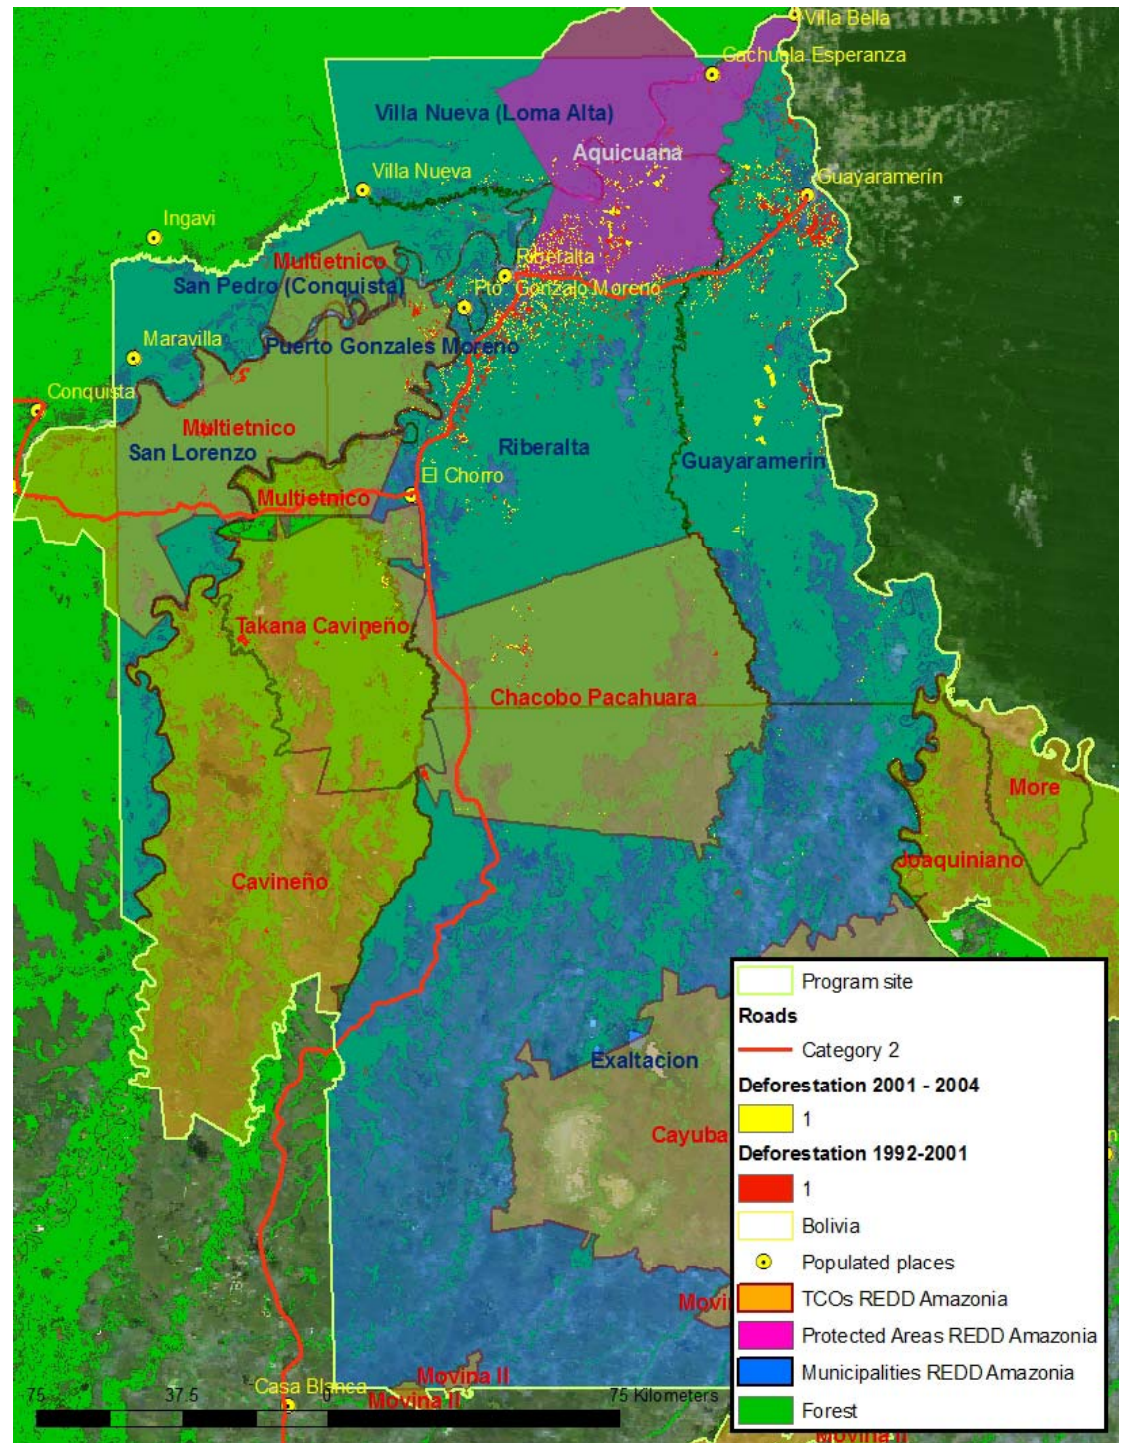 Villa Bella
Cachuela Esperanza
Villa Nueva (Loma Alta)
Aquicuana
Villa Nueva
Guayaramerín
Ingavi
Multietnico
Riberalta
San Pedro (Conquista)
Pto. Gonzalo Moreno
Maravilla
Puerto Gonzales Moreno
Conquista
Multietnico
San Lorenzo
Riberalta
Guayaramerin
El Chorro
Multietnico
Takana Cavineño
Chacobo Pacahuara
More
Joaquiniano
Cavineño
Exaltacion
Cayuba
Movi
Movina II
Casa Blanca
Movina II
75 37.5 0 75 Kilometers
Program site
Roads
Category 2
Deforestation 2001 - 2004
1
Deforestation 1992-2001
1
Bolivia
Populated places
TCOs REDD Amazonia
Protected Areas REDD Amazonia
Municipalities REDD Amazonia
Forest
Movina II